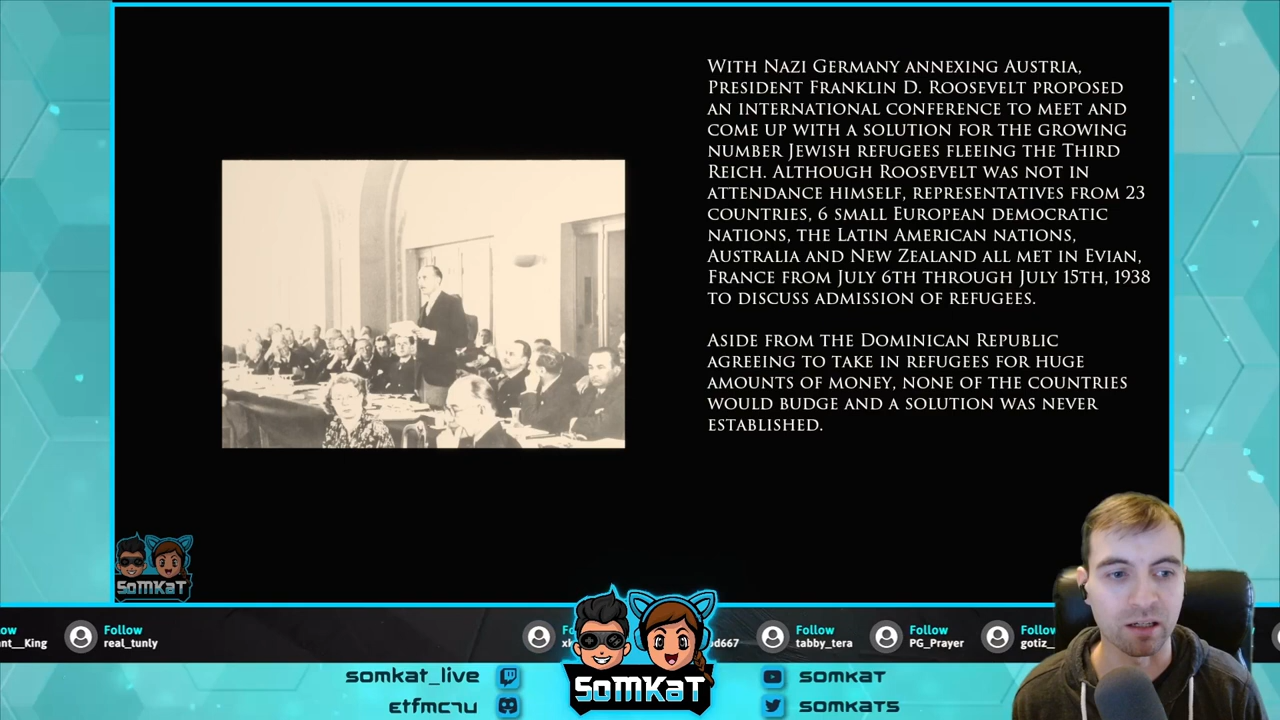 With Nazi Germany annexing Austria,
President Franklin D. Roosevelt proposed
an international conference to meet and
come up with a solution for the growing
number Jewish refugees fleeing the Third
Reich. Although Roosevelt was not in
attendance himself, representatives from 23
countries, 6 small European democratic
nations, the Latin American nations,
Australia and New Zealand all met in Evian,
France from July 6th through July 15th, 1938
to discuss admission of refugees.
Aside from the Dominican Republic
agreeing to take in refugees for huge
amounts of money, none of the countries
would budge and a solution was never
established.
SOMKAT
Follow
real_tunly
Follow
tabby_tera
Follow
PG_Prayer
Follow
gotiz_
SOMKAT
somkat_live
etfmc7u
somkat
somkats